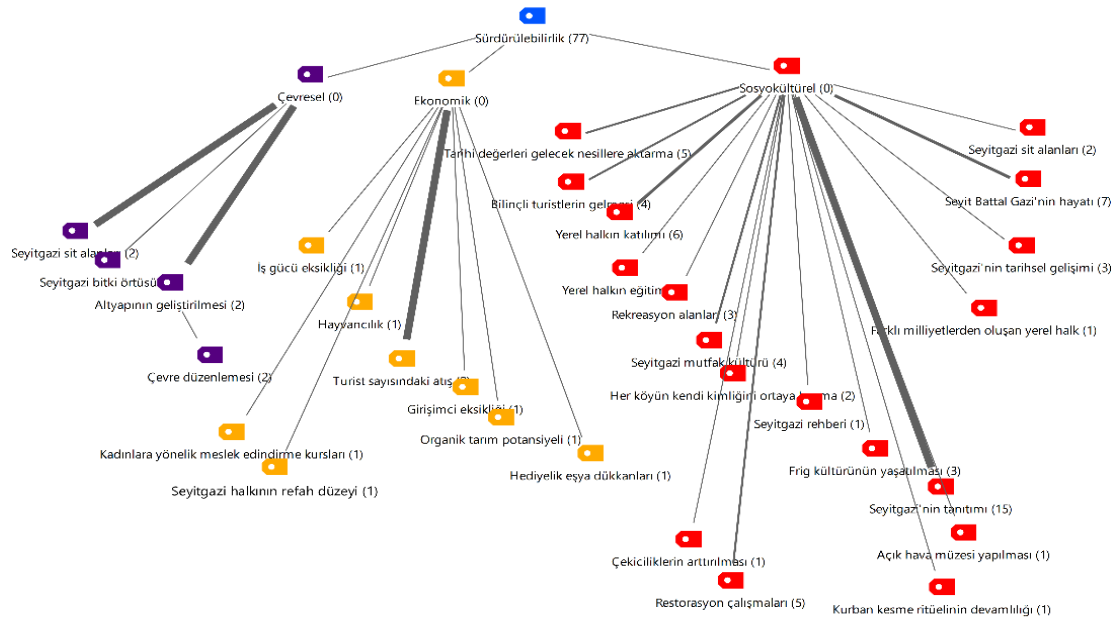 Sürdürülebilirlik (77)
Çevresel (0)
Ekonomik (0)
Sosyokültürel (0)
Tarihi değerleri gelecek nesillere aktarma (5)
Seyitgazi sit alanları (2)
Bilinçli turistlerin gelmesi (4)
Seyit Battal Gazi'nin hayatı (7)
Yerel halkın katılımı (6)
Seyitgazi sit alanları (2)
İş gücü eksikliği (1)
Seyitgazi'nin tarihsel gelişimi (3)
Seyitgazi bitki örtüsü
Yerel halkın eğitimi
Altyapının geliştirilmesi (2)
Hayvancılık (1)
Rekreasyon alanları (3)
Farklı milliyetlerden oluşan yerel halk (1)
Seyitgazi mutfak kültürü (4)
Çevre düzenlemesi (2)
Turist sayısındaki atış
Her köyün kendi kimliğini ortaya (2)
Girişimci eksikliği (1)
Seyitgazi rehberi (1)
Organik tarım potansiyeli (1)
Kadınlara yönelik meslek edindirme kursları (1)
Frig kültürünün yaşatılması (3)
Hediyelik eşya dükkanları (1)
Seyitgazi halkının refah düzeyi (1)
Seyitgazi'nin tanıtımı (15)
Açık hava müzesi yapılması (1)
Çekiciliklerin arttırılması (1)
Restorasyon çalışmaları (5)
Kurban kesme ritüelinin devamlılığı (1)